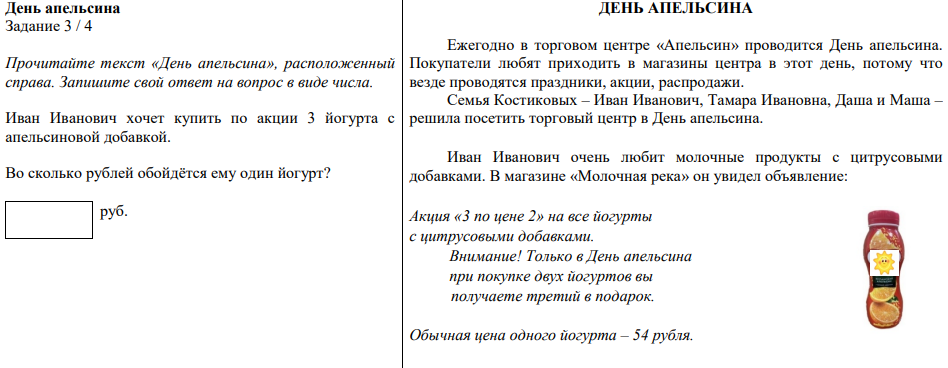 День апельсина
Задание 3 / 4
Прочитайте текст «День апельсина», расположенный
справа. Запишите свой ответ на вопрос в виде числа.
Иван Иванович хочет купить по акции 3 йогурта с
апельсиновой добавкой.
Во сколько рублей обойдётся ему один йогурт?
руб.
ДЕНЬ АПЕЛЬСИНА
Ежегодно в торговом центре «Апельсин» проводится День апельсина.
Покупатели любят приходить в магазины центра в этот день, потому что
везде проводятся праздники, акции, распродажи.
Семья Костиковых – Иван Иванович, Тамара Ивановна, Даша и Маша –
решила посетить торговый центр в День апельсина.
Иван Иванович очень любит молочные продукты с цитрусовыми
добавками. В магазине «Молочная река» он увидел объявление:
Акция «3 по цене 2» на все йогурты
с цитрусовыми добавками.
Внимание! Только в День апельсина
при покупке двух йогуртов вы
получаете третий в подарок.
Обычная цена одного йогурта – 54 рубля.